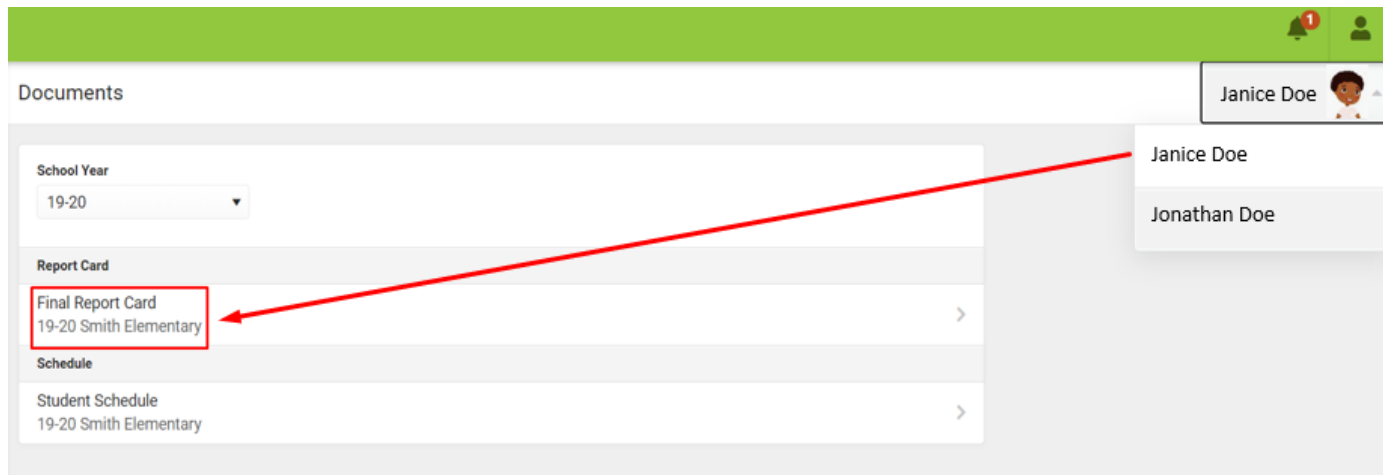 1
Documents
Janice Doe
Janice Doe
Jonathan Doe
School Year
19-20
Report Card
Final Report Card
19-20 Smith Elementary
Schedule
Student Schedule
19-20 Smith Elementary